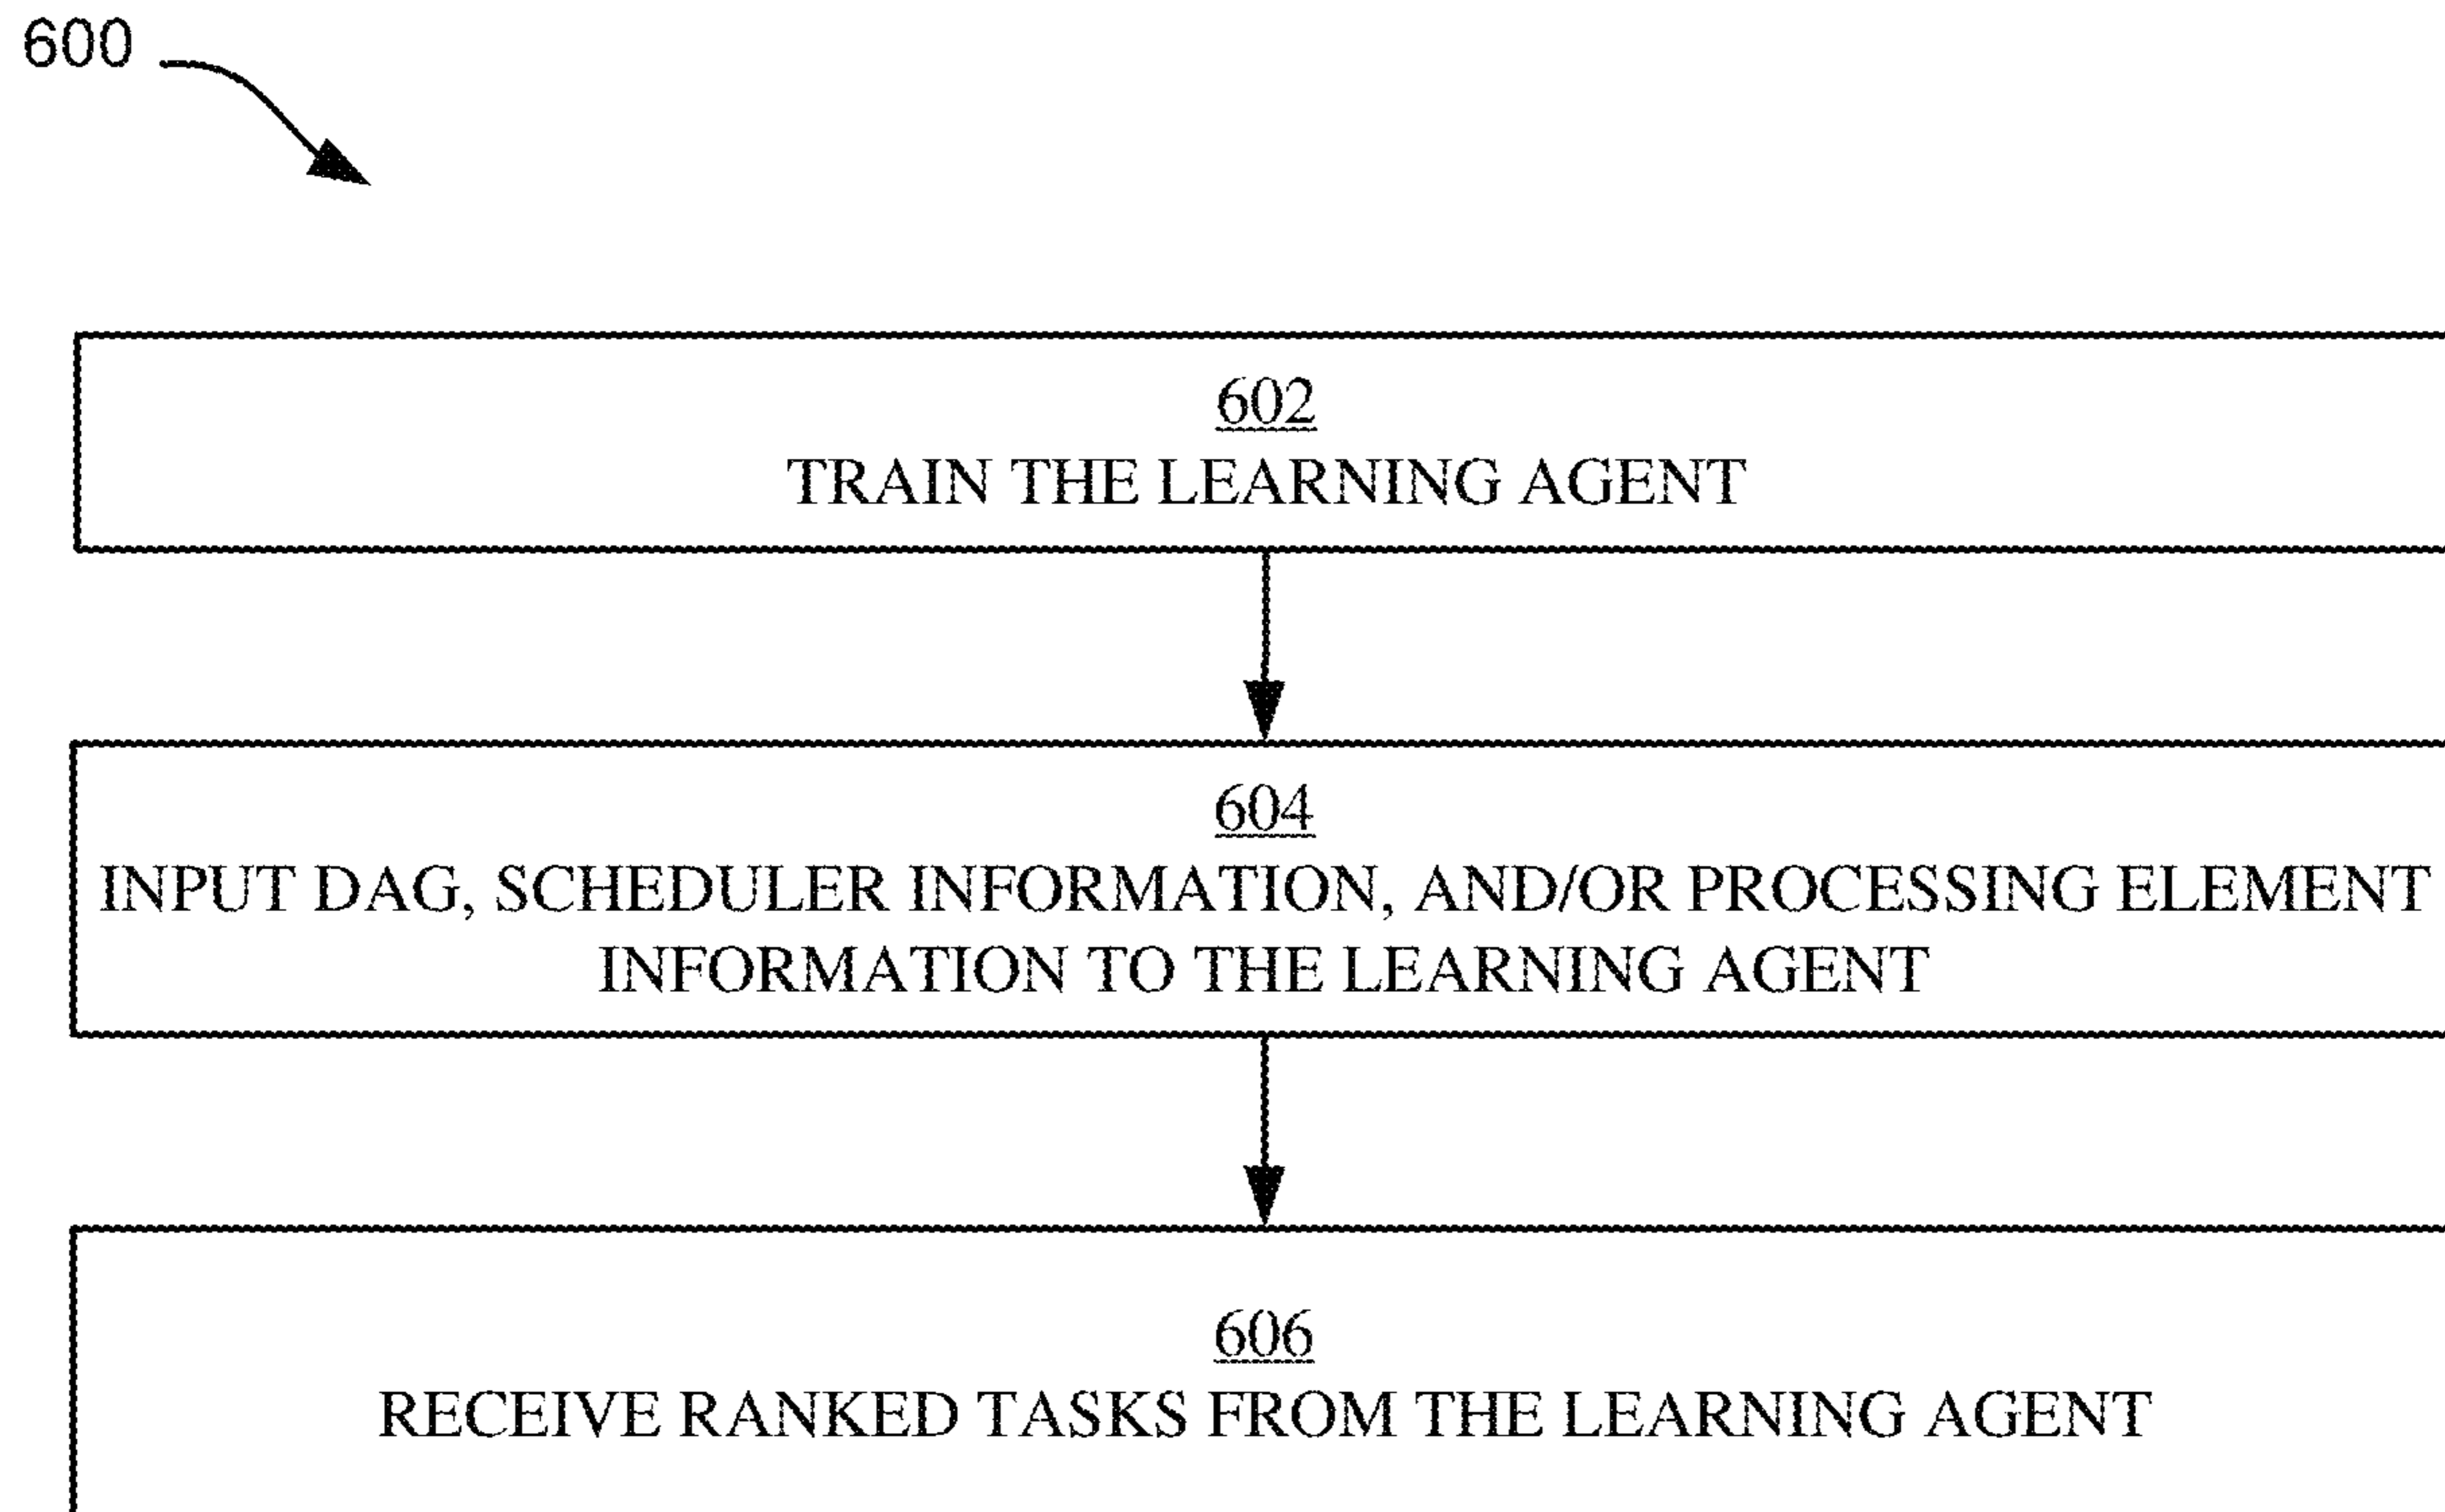 600
602
TRAIN THE LEARNING AGENT
604
INPUT DAG, SCHEDULER INFORMATION, AND/OR PROCESSING ELEMENT
INFORMATION TO THE LEARNING AGENT
606
RECEIVE RANKED TASKS FROM THE LEARNING AGENT